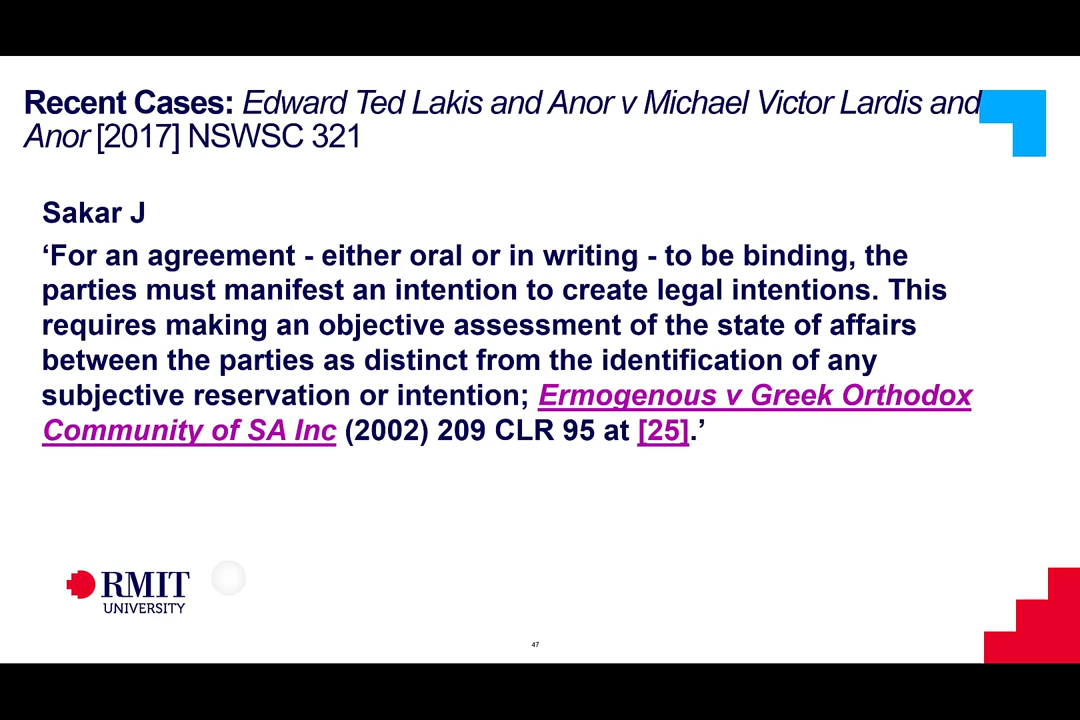 Recent Cases: Edward Ted Lakis and Anor v Michael Victor Lardis and
Anor [2017] NSWSC 321
Sakar J
‘For an agreement - either oral or in writing - to be binding, the
parties must manifest an intention to create legal intentions. This
requires making an objective assessment of the state of affairs
between the parties as distinct from the identification of any
subjective reservation or intention; Ermogenous v Greek Orthodox
Community of SA Inc (2002) 209 CLR 95 at [25].’
RMIT
UNIVERSITY
47